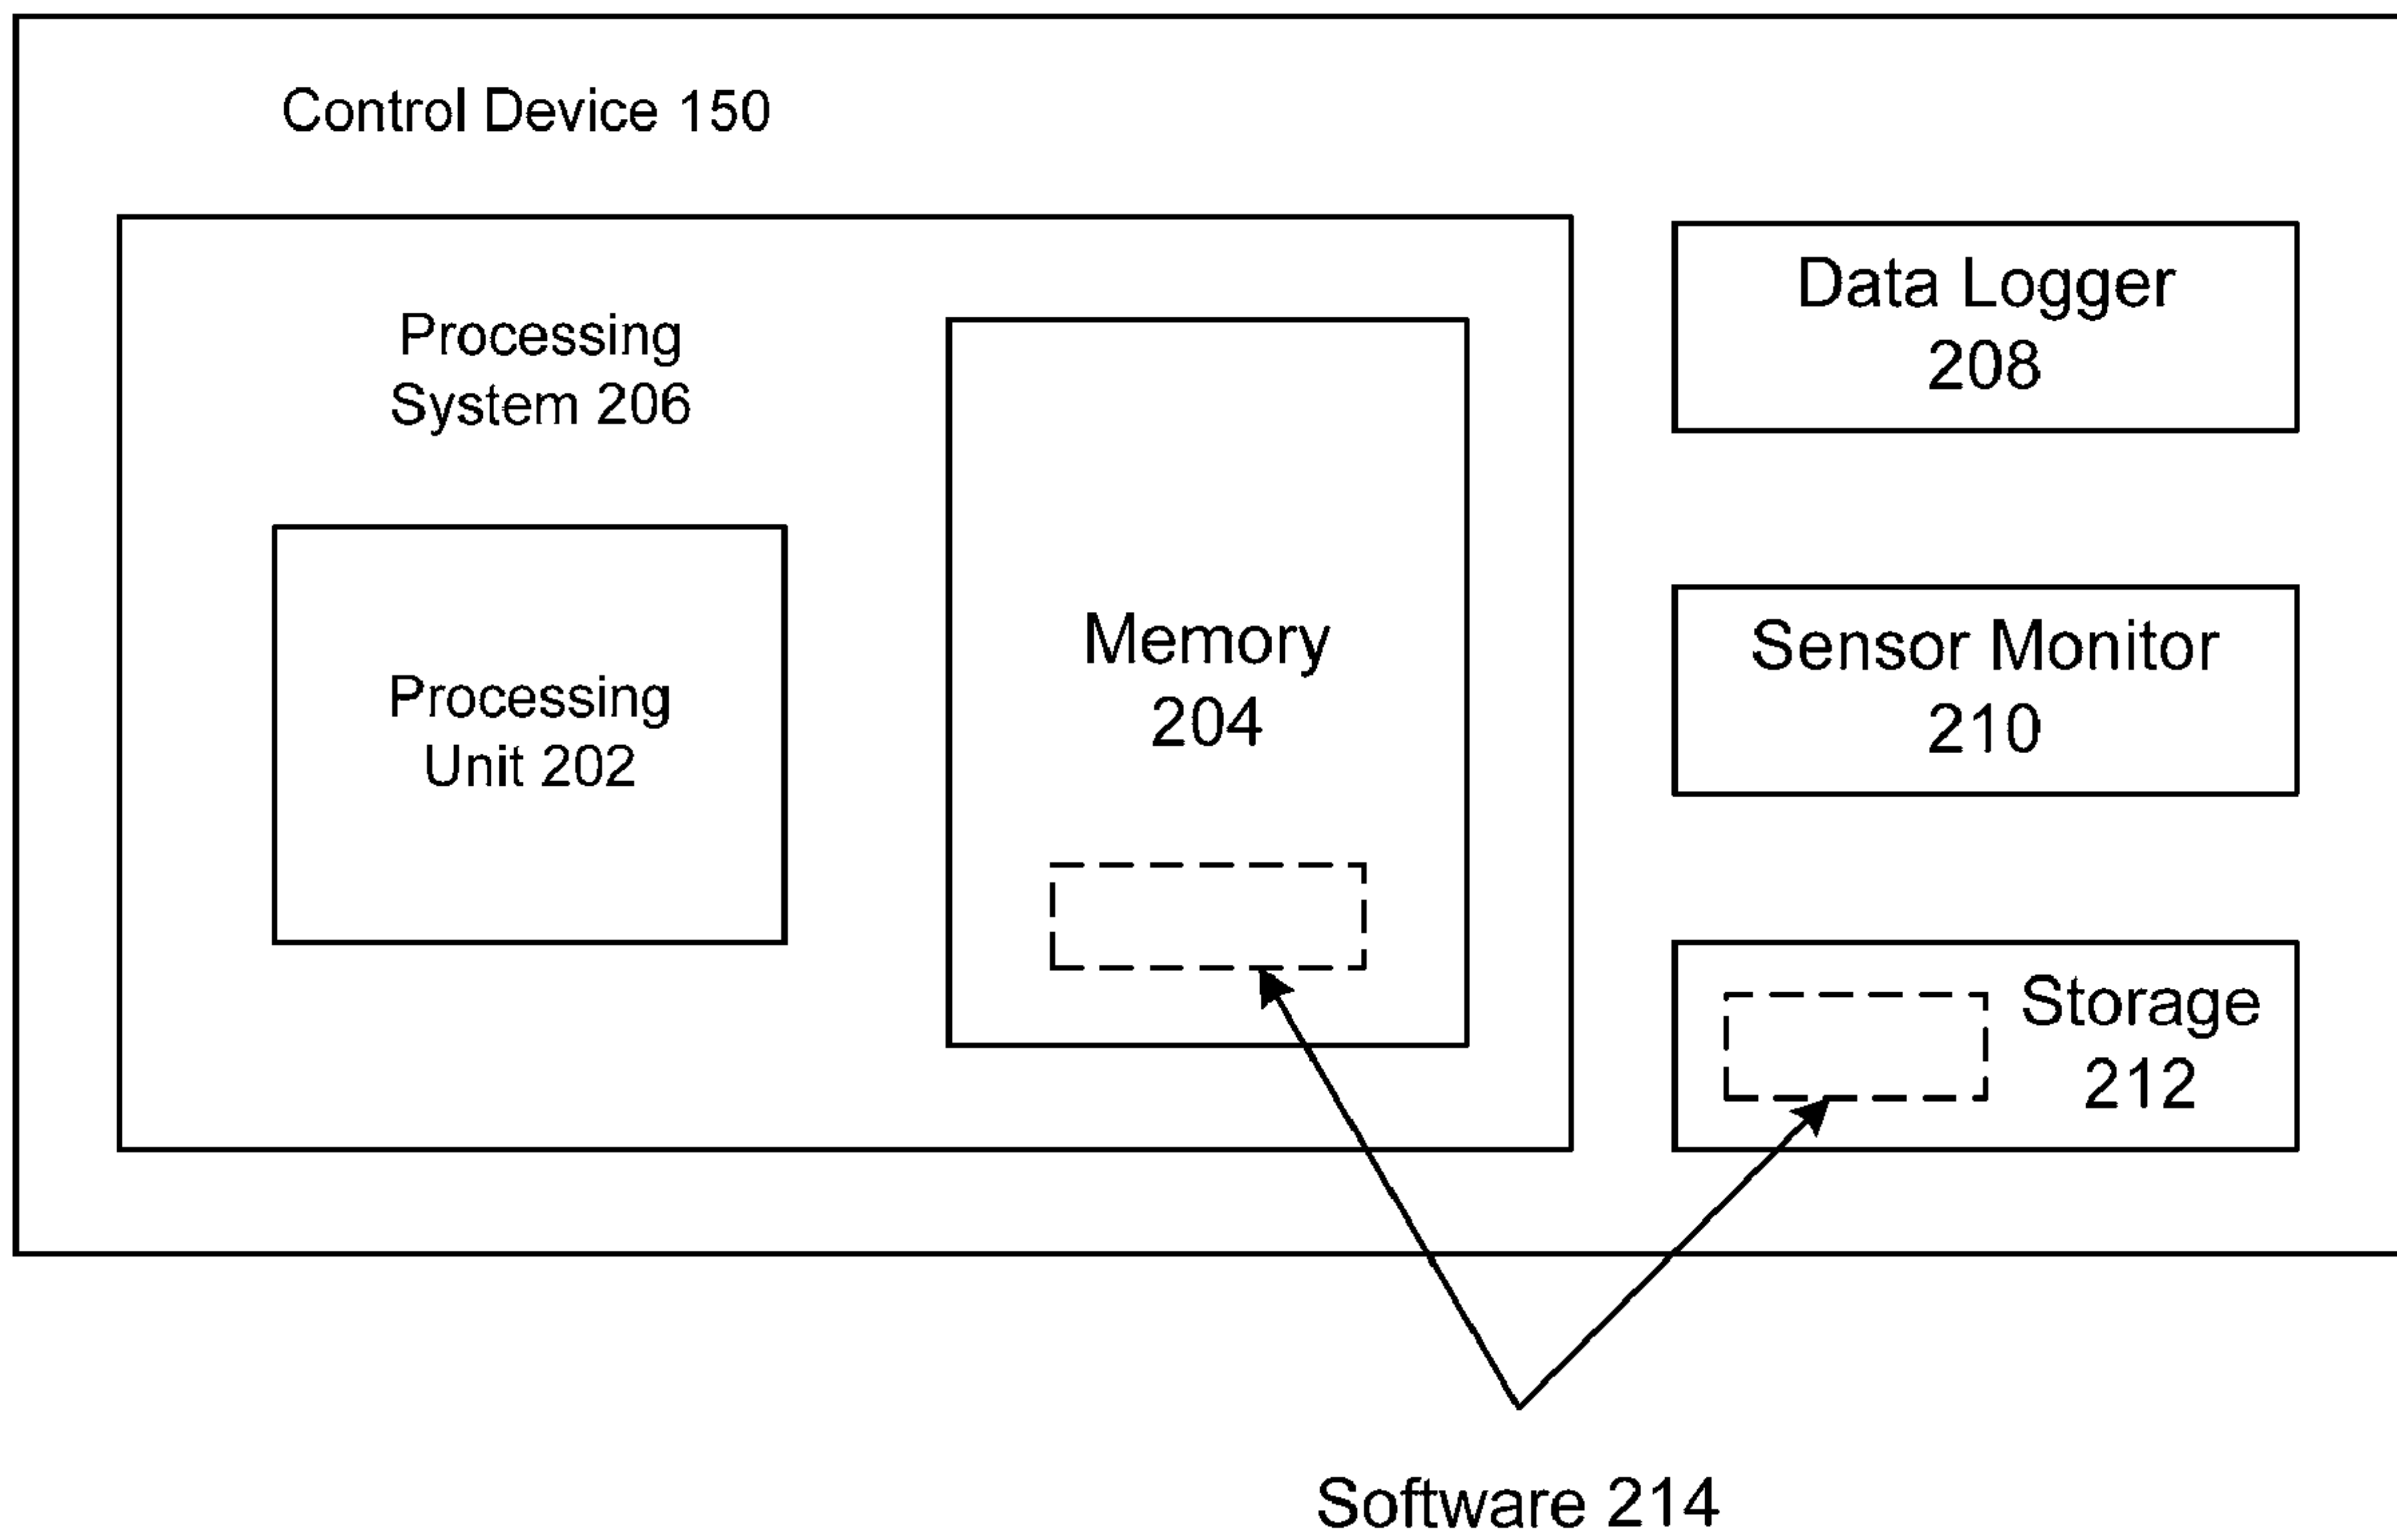 Control Device 150
Processing
System 206
Processing
Unit 202
Memory
204
Data Logger
208
Sensor Monitor
210
Storage
212
Software 214